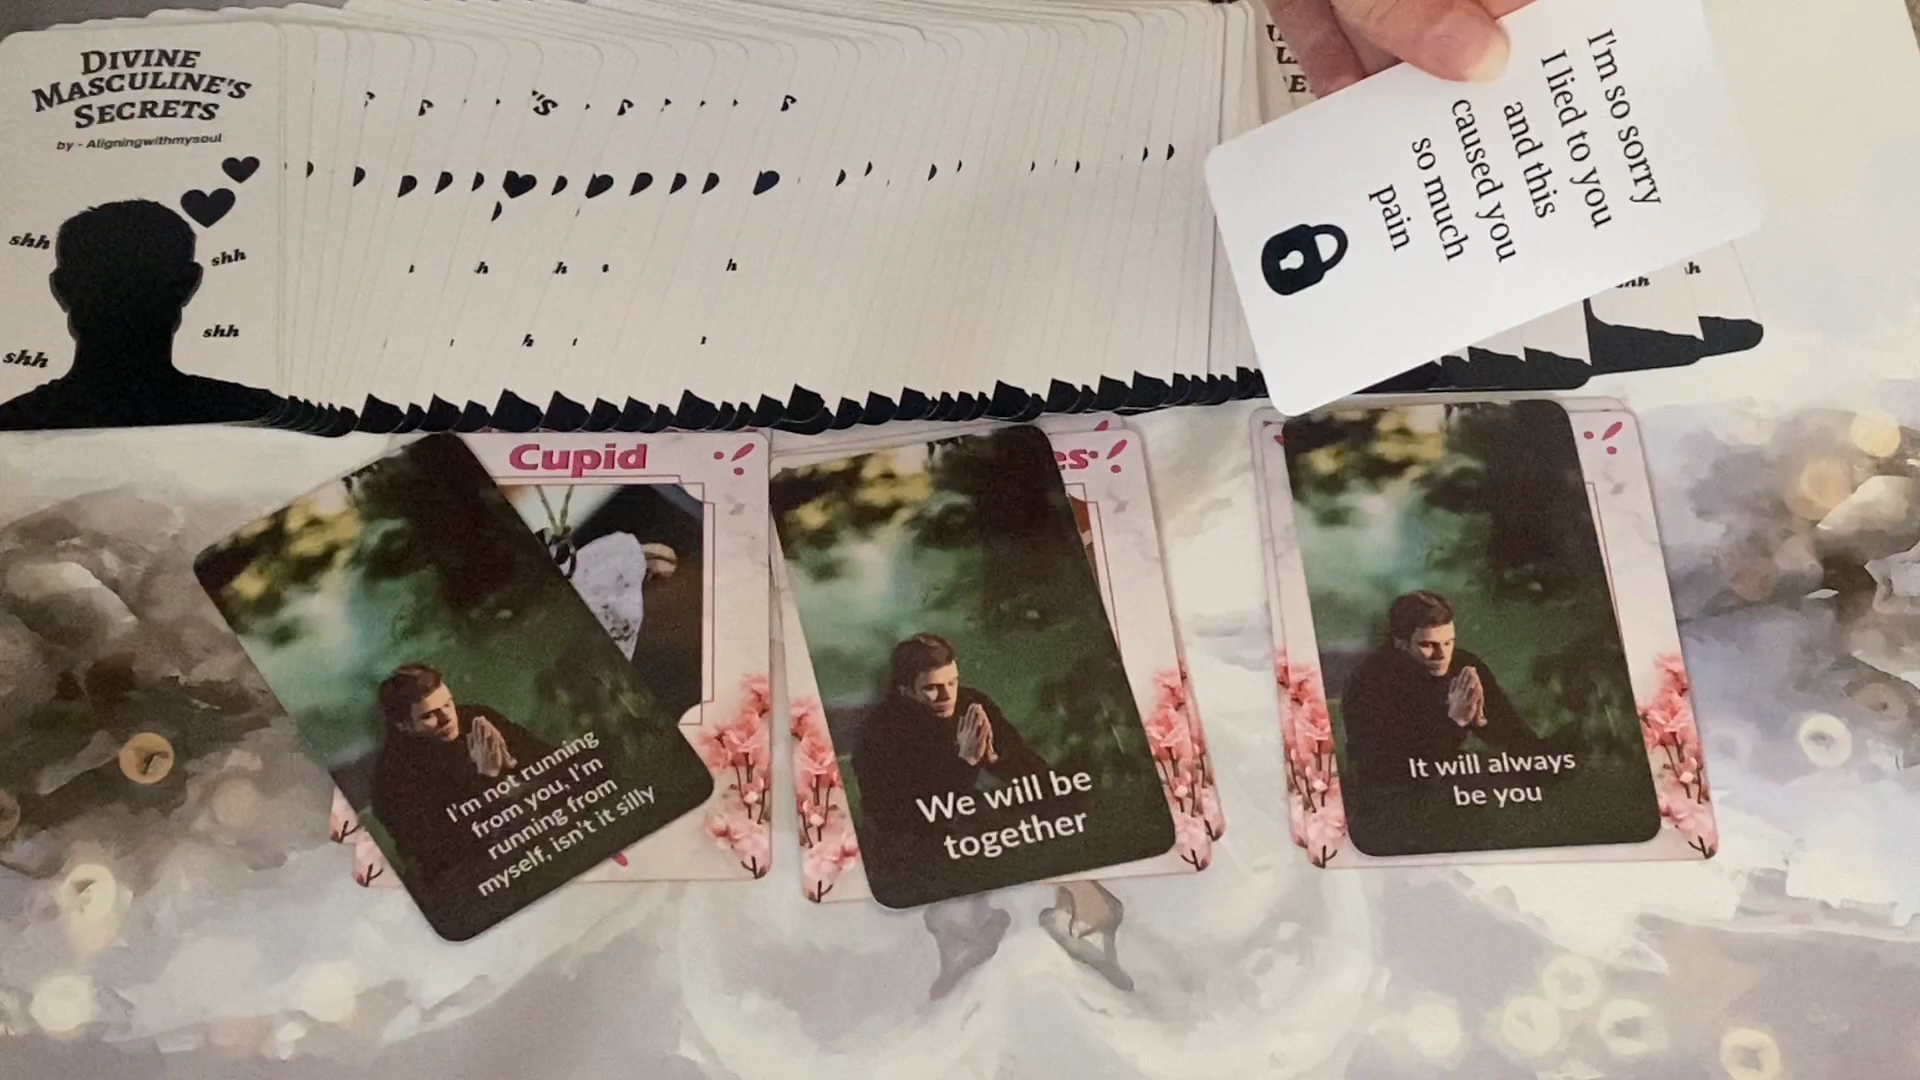 DIVINE
MASCULINE'S
SECRETS
by - Aligningwithmysoul
shh
shh
shh
shh
I'm so sorry
I lied to you
and this
caused you
so much
pain
Cupid
I'm not running
from you, I'm
running from
myself, isn't it silly
We will be
together
It will always
be you